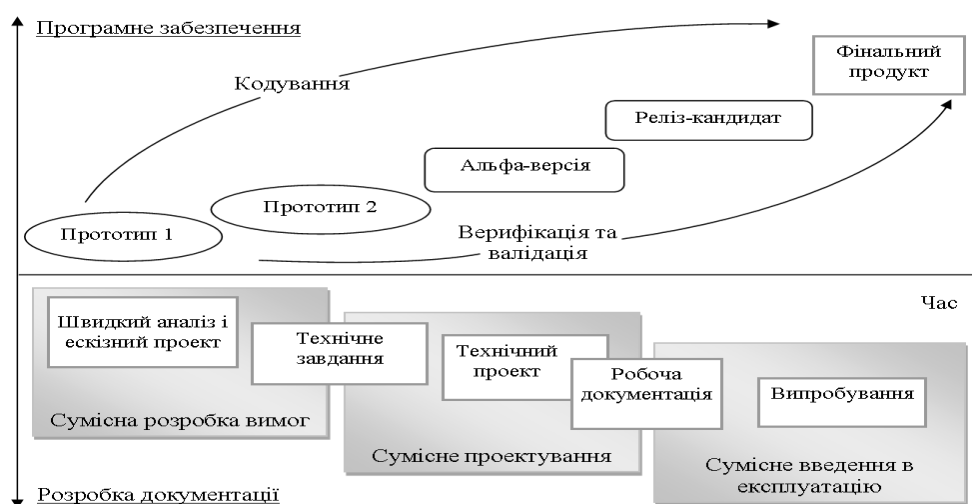 Програмне забезпечення
Фінальний
продукт
Кодування
Реліз-кандидат
Альфа-версія
Прототип 2
Прототип 1
Верифікація та
валідація
Час
Швидкий аналіз і
ескізний проект
Технічне
завдання
Технічний
проект
Робоча
документація
Випробування
Сумісна розробка вимог
Сумісне проектування
Сумісне введення в
експлуатацію
Розробка документації